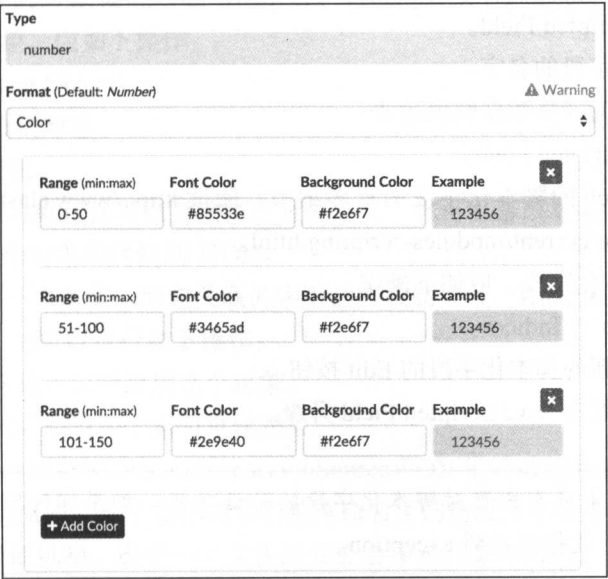 Type
number
Format (Default: Number)
Warning
Color
Range (min:max) Font Color Background Color Example
0-50 #85533e #f2e6f7 123456
Range (min:max) Font Color Background Color Example
51-100 #3465ad #f2e6f7 123456
Range (min:max) Font Color Background Color Example
101-150 #2e9e40 #f2e6f7 123456
+ Add Color